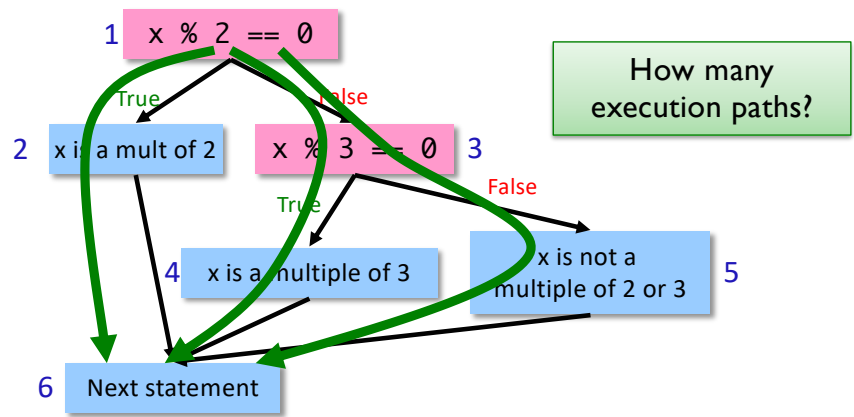 1
x % 2 == 0
How many
execution paths?
True
False
2
x is a mult of 2
x % 3 == 0
3
True
False
4
x is a multiple of 3
x is not a
multiple of 2 or 3
5
6
Next statement